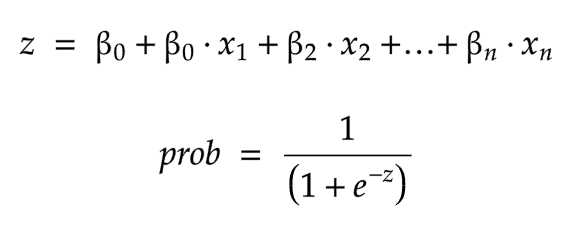 z = β₀ + β₀ · x₁ + β₂ · x₂ +...+ βₙ · xₙ
prob = 1 / (1 + e⁻ᶻ)